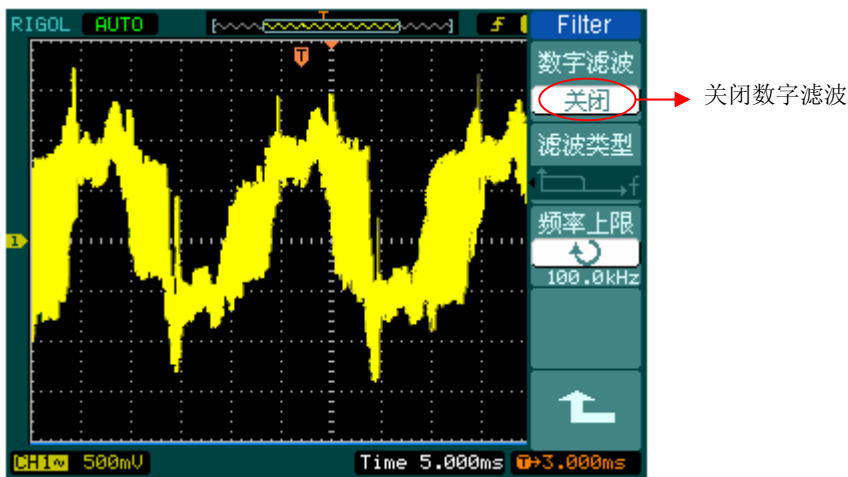 RIGOL AUTO T f Filter
T
数字滤波
关闭
关闭数字滤波
滤波类型
f
1
频率上限
100.0kHz
CH1~ 500mV Time 5.000ms T→3.000ms